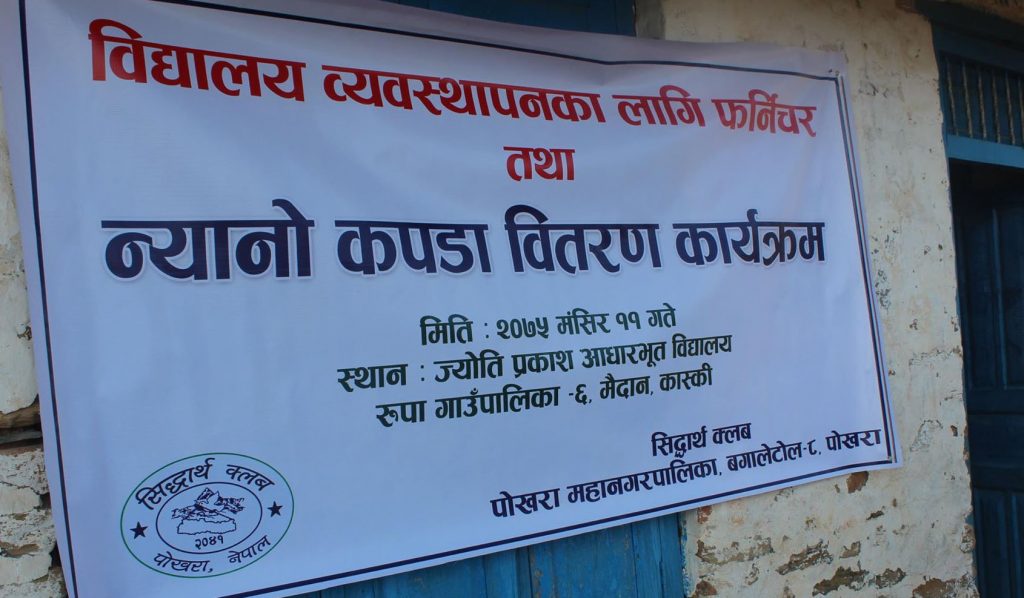 विद्यालय व्यवस्थापनका लागि फर्निचर
तथा
न्यानो कपडा वितरण कार्यक्रम
मिति : २०७५ मंसिर ११ गते
स्थान : ज्योति प्रकाश आधारभूत विद्यालय
रुपा गाउँपालिका -६, मैदान, कास्की
सिद्धार्थ क्लब
पोखरा महानगरपालिका, बगालेटोल-८, पोखरा
सिद्धार्थ क्लब
२०४१
पोखरा, नेपाल